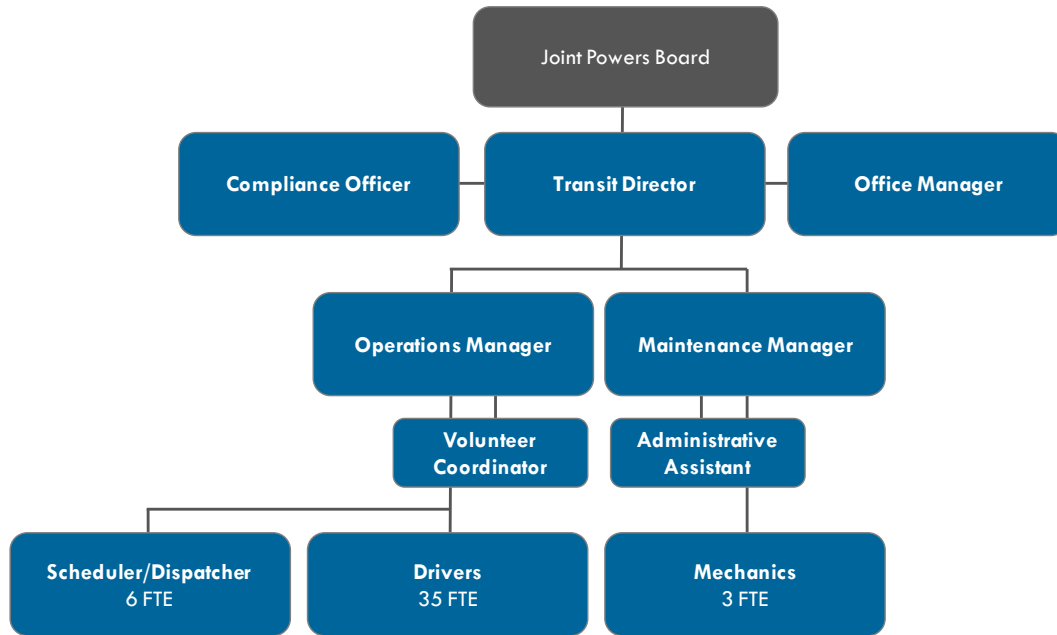 Joint Powers Board
Compliance Officer
Transit Director
Office Manager
Operations Manager
Maintenance Manager
Volunteer
Coordinator
Administrative
Assistant
Scheduler/Dispatcher
6 FTE
Drivers
35 FTE
Mechanics
3 FTE